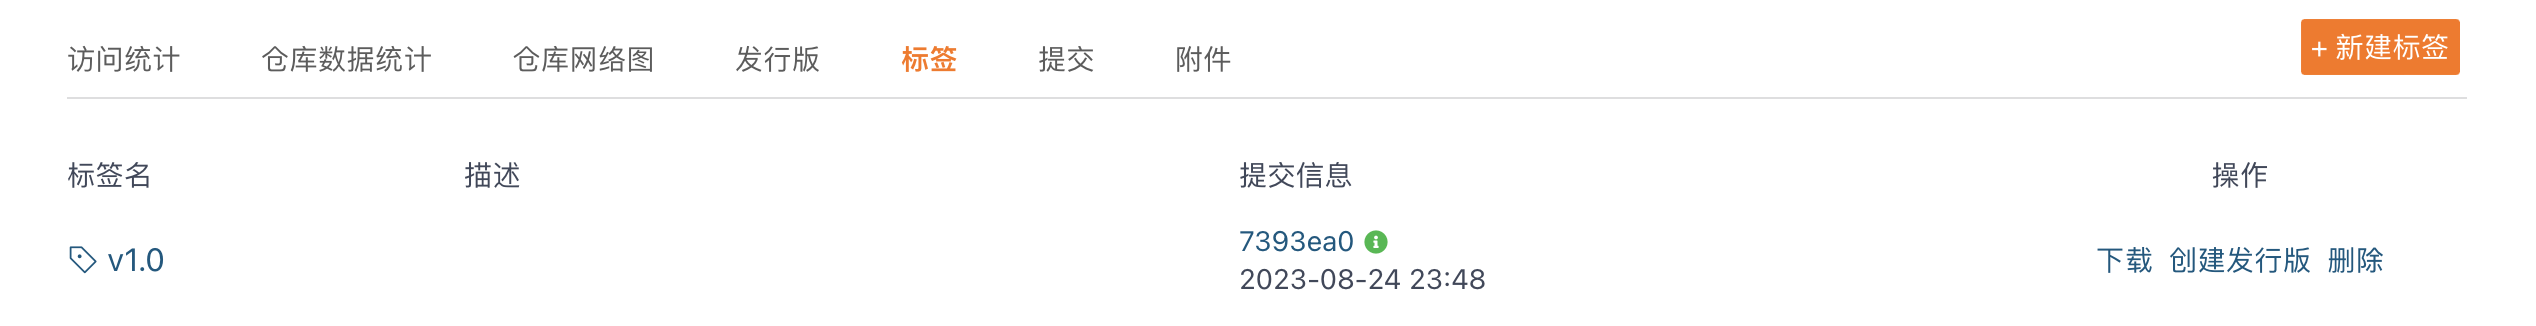 访问统计 仓库数据统计 仓库网络图 发行版 标签 提交 附件 + 新建标签
标签名 描述 提交信息 操作
v1.0 7393ea0 下载 创建发行版 删除
2023-08-24 23:48